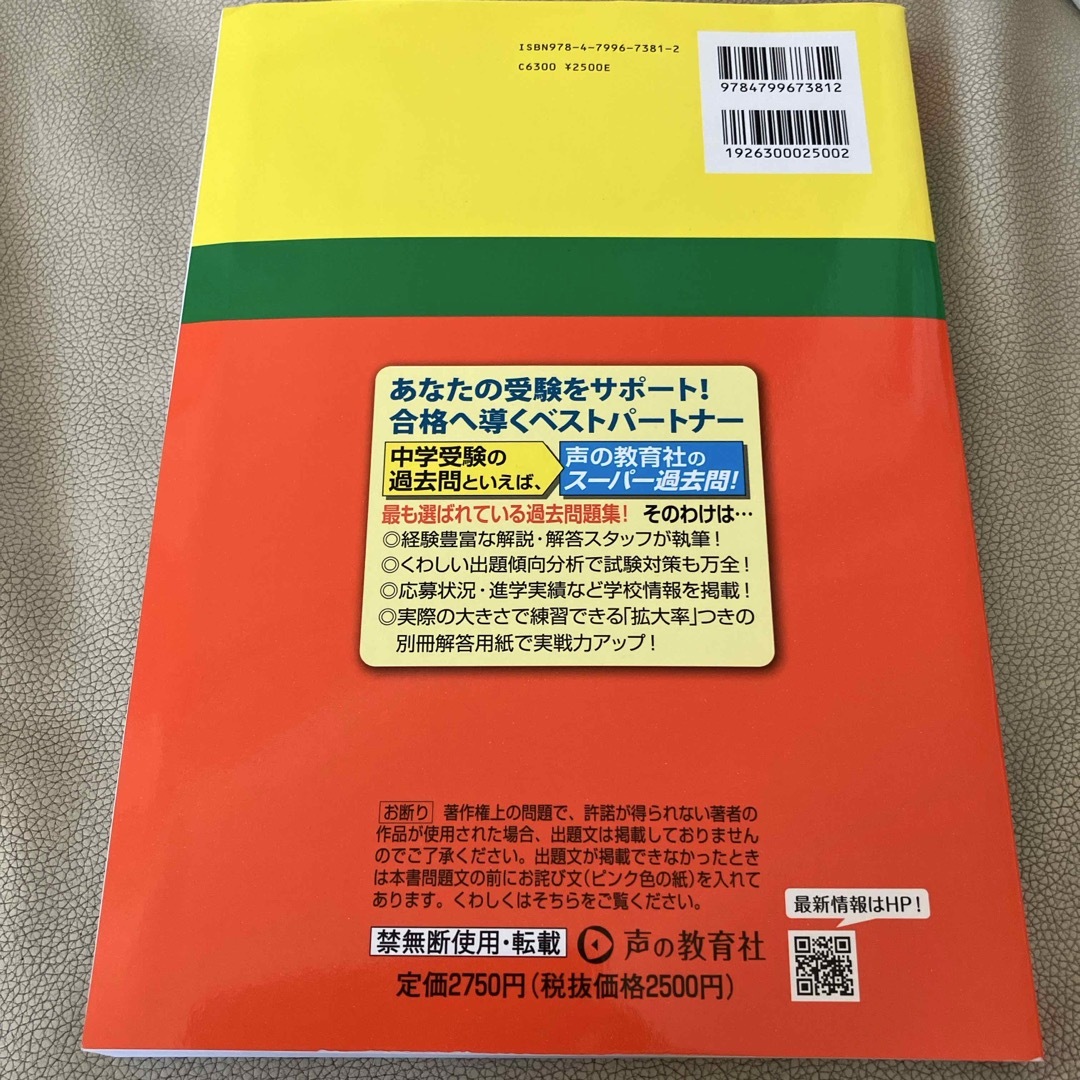 ISBN978-4-7996-7381-2
C6300 ¥2500E
9784799673812
1926300025002
あなたの受験をサポート!
合格へ導くベストパートナー
中学受験の
過去問といえば、
声の教育社の
スーパー過去問!
最も選ばれている過去問題集! そのわけは…
◎経験豊富な解説・解答スタッフが執筆!
◎くわしい出題傾向分析で試験対策も万全!
◎応募状況・進学実績など学校情報を掲載!
◎実際の大きさで練習できる「拡大率」つきの
別冊解答用紙で実戦力アップ!
お断り 著作権上の問題で、許諾が得られない著者の
作品が使用された場合、出題文は掲載しておりません
のでご了承ください。出題文が掲載できなかったとき
は本書問題文の前にお詫び文(ピンク色の紙)を入れて
あります。くわしくはそちらをご覧ください。
最新情報はHP!
禁無断使用・転載 声の教育社
定価2750円(税抜価格2500円)